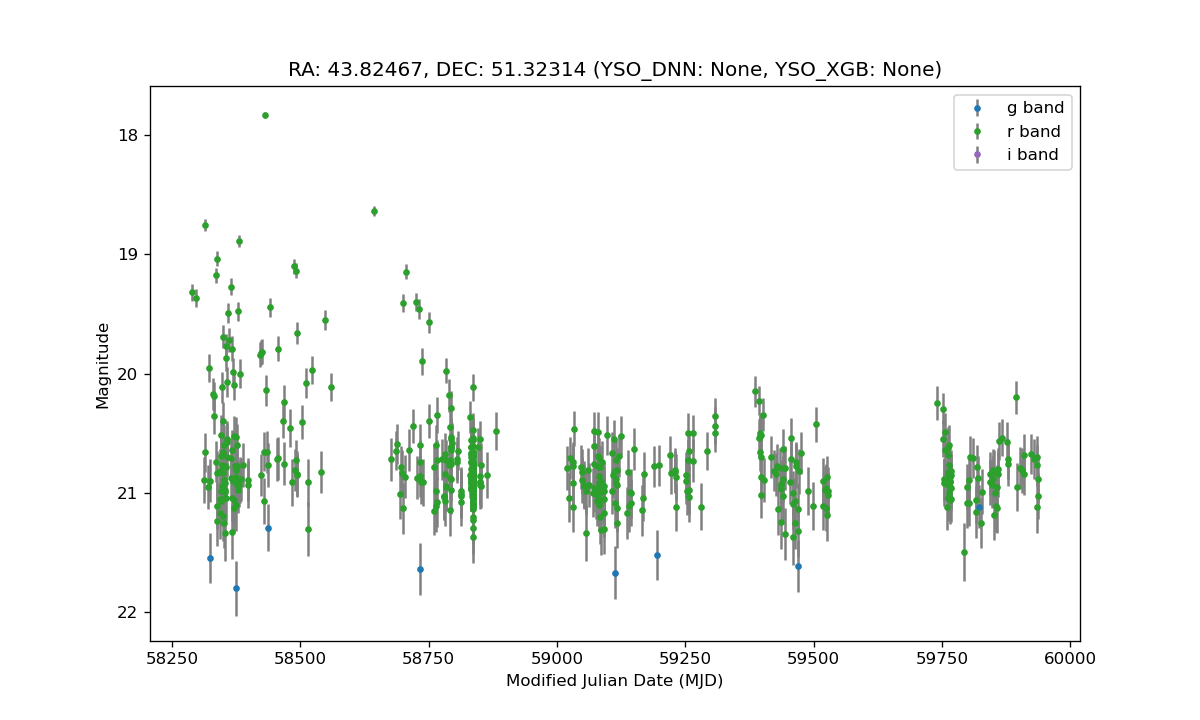 RA: 43.82467, DEC: 51.32314 (YSO_DNN: None, YSO_XGB: None)
g band
r band
i band
18
19
20
21
22
Magnitude
58250 58500 58750 59000 59250 59500 59750 60000
Modified Julian Date (MJD)